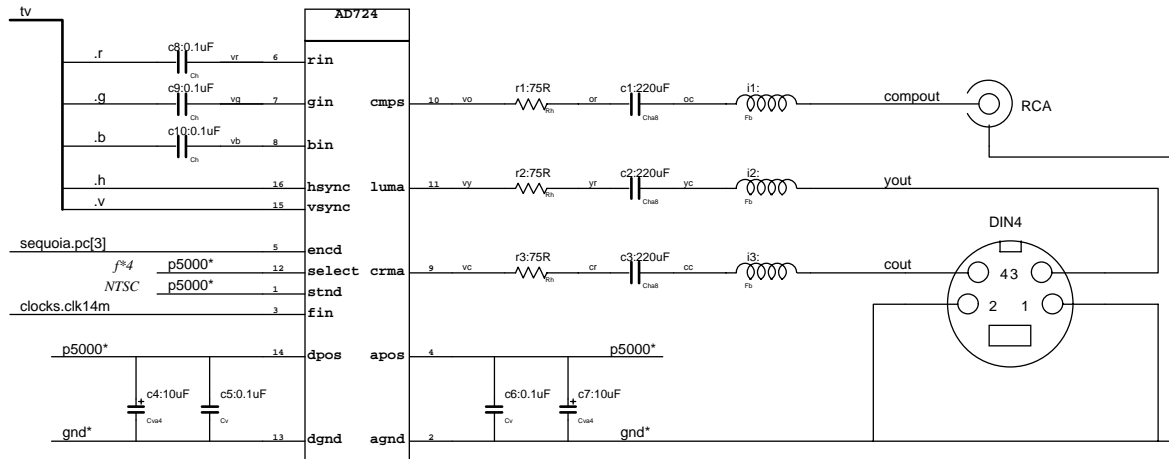 tv
AD724
.r
c8:0.1uF
Ch
vr
6
rin
.g
c9:0.1uF
Ch
vg
7
gin
cmps
10
vo
r1:75R
Rh
or
c1:220uF
Cha8
oc
i1:
Fb
compout
RCA
.b
c10:0.1uF
Ch
vb
8
bin
.h
16
hsync
luma
11
vy
r2:75R
Rh
yr
c2:220uF
Cha8
yc
i2:
Fb
yout
.v
15
vsync
DIN4
sequoia.pc[3]
5
encd
f*4
p5000*
12
select
crma
9
vc
r3:75R
Rh
cr
c3:220uF
Cha8
cc
i3:
Fb
cout
43
NTSC
p5000*
1
stnd
clocks.clk14m
3
fin
2 1
p5000*
14
dpos
apos
4
p5000*
c4:10uF
+
Cva4
c5:0.1uF
Cv
c6:0.1uF
Cv
c7:10uF
+
Cva4
gnd*
13
dgnd
agnd
2
gnd*